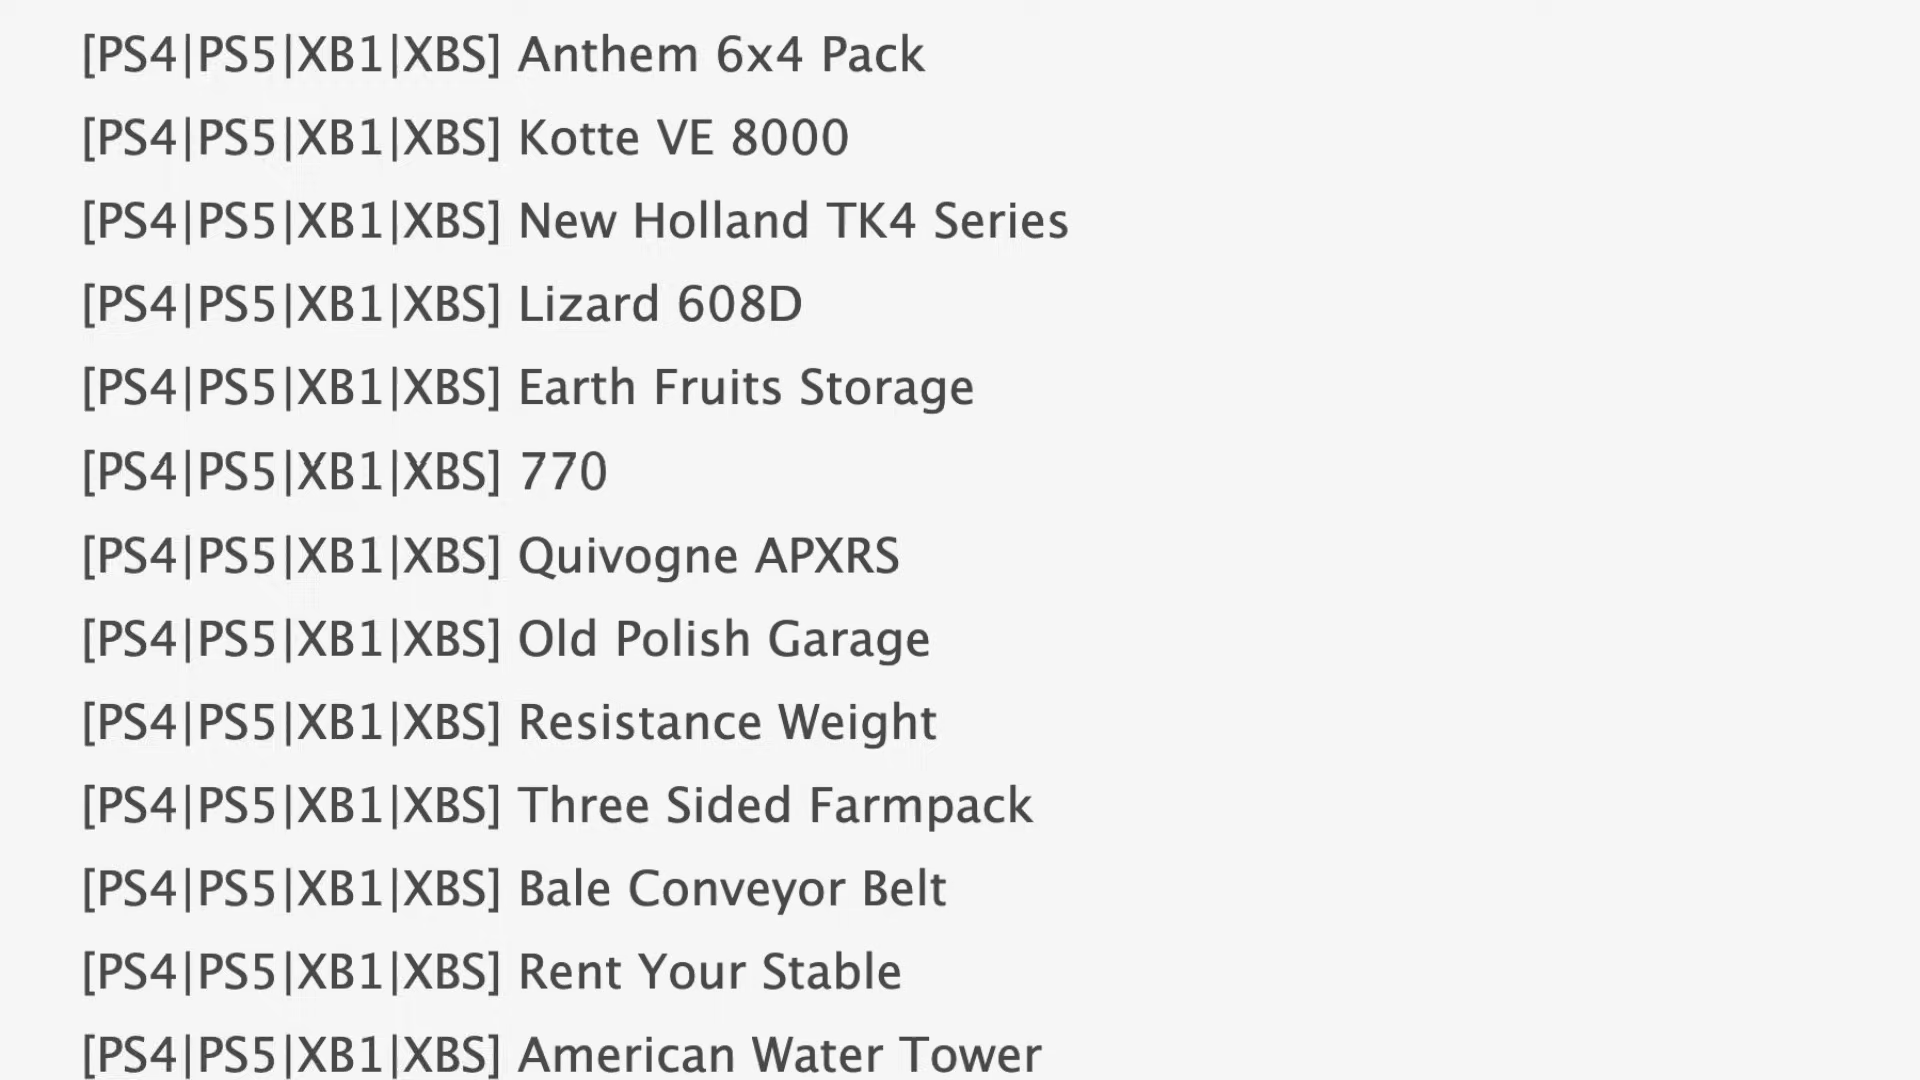 [PS4|PS5|XB1|XBS] Anthem 6x4 Pack
[PS4|PS5|XB1|XBS] Kotte VE 8000
[PS4|PS5|XB1|XBS] New Holland TK4 Series
[PS4|PS5|XB1|XBS] Lizard 608D
[PS4|PS5|XB1|XBS] Earth Fruits Storage
[PS4|PS5|XB1|XBS] 770
[PS4|PS5|XB1|XBS] Quivogne APXRS
[PS4|PS5|XB1|XBS] Old Polish Garage
[PS4|PS5|XB1|XBS] Resistance Weight
[PS4|PS5|XB1|XBS] Three Sided Farmpack
[PS4|PS5|XB1|XBS] Bale Conveyor Belt
[PS4|PS5|XB1|XBS] Rent Your Stable
[PS4|PS5|XB1|XBS] American Water Tower